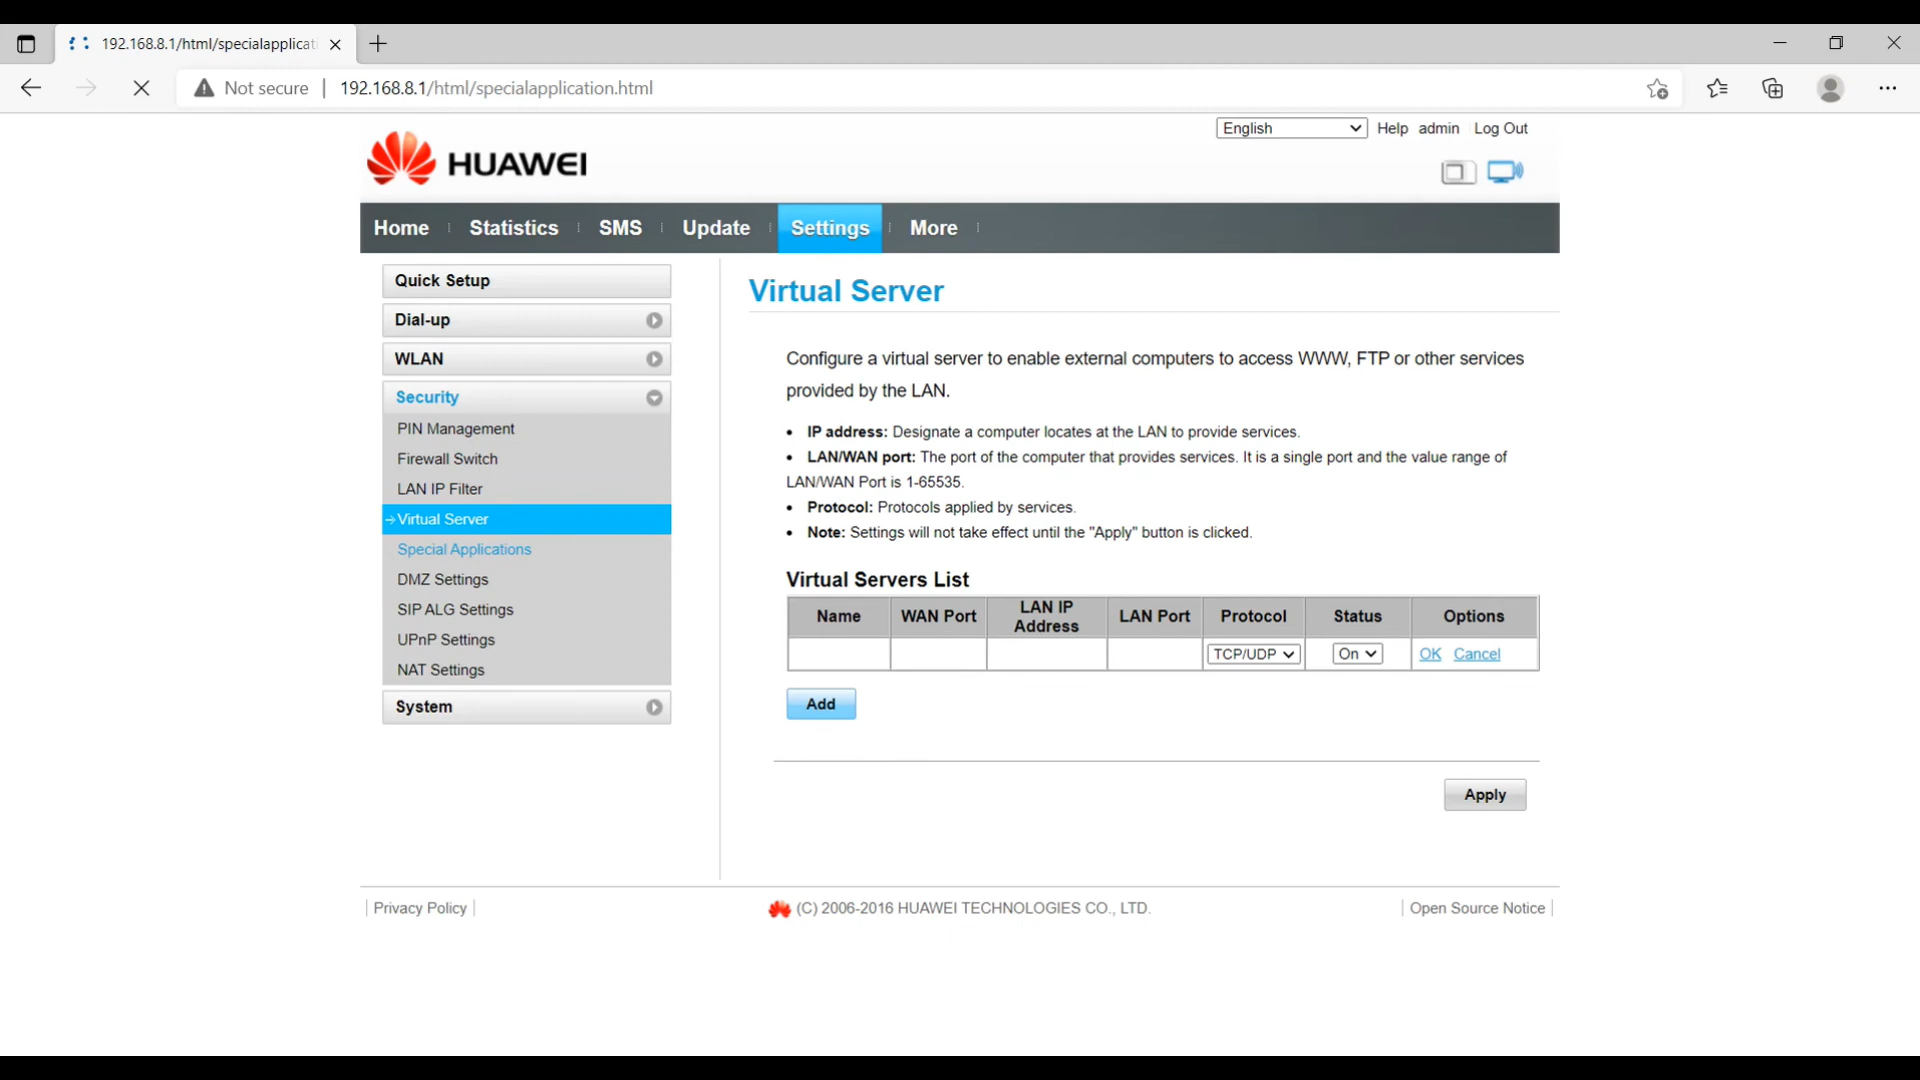 192.168.8.1/html/specialapplicat
Not secure
192.168.8.1/html/specialapplication.html
English
Help
admin
Log Out
HUAWEI
Home
Statistics
SMS
Update
Settings
More
Quick Setup
Dial-up
WLAN
Security
PIN Management
Firewall Switch
LAN IP Filter
Virtual Server
Special Applications
DMZ Settings
SIP ALG Settings
UPnP Settings
NAT Settings
System
Virtual Server
Configure a virtual server to enable external computers to access WWW, FTP or other services
provided by the LAN.
• IP address: Designate a computer locates at the LAN to provide services.
• LAN/WAN port: The port of the computer that provides services. It is a single port and the value range of
LAN/WAN Port is 1-65535.
• Protocol: Protocols applied by services.
• Note: Settings will not take effect until the "Apply" button is clicked.
Virtual Servers List
Name WAN Port LAN IP Address LAN Port Protocol Status Options
TCP/UDP On OK Cancel
Add
Apply
Privacy Policy
(C) 2006-2016 HUAWEI TECHNOLOGIES CO., LTD.
Open Source Notice